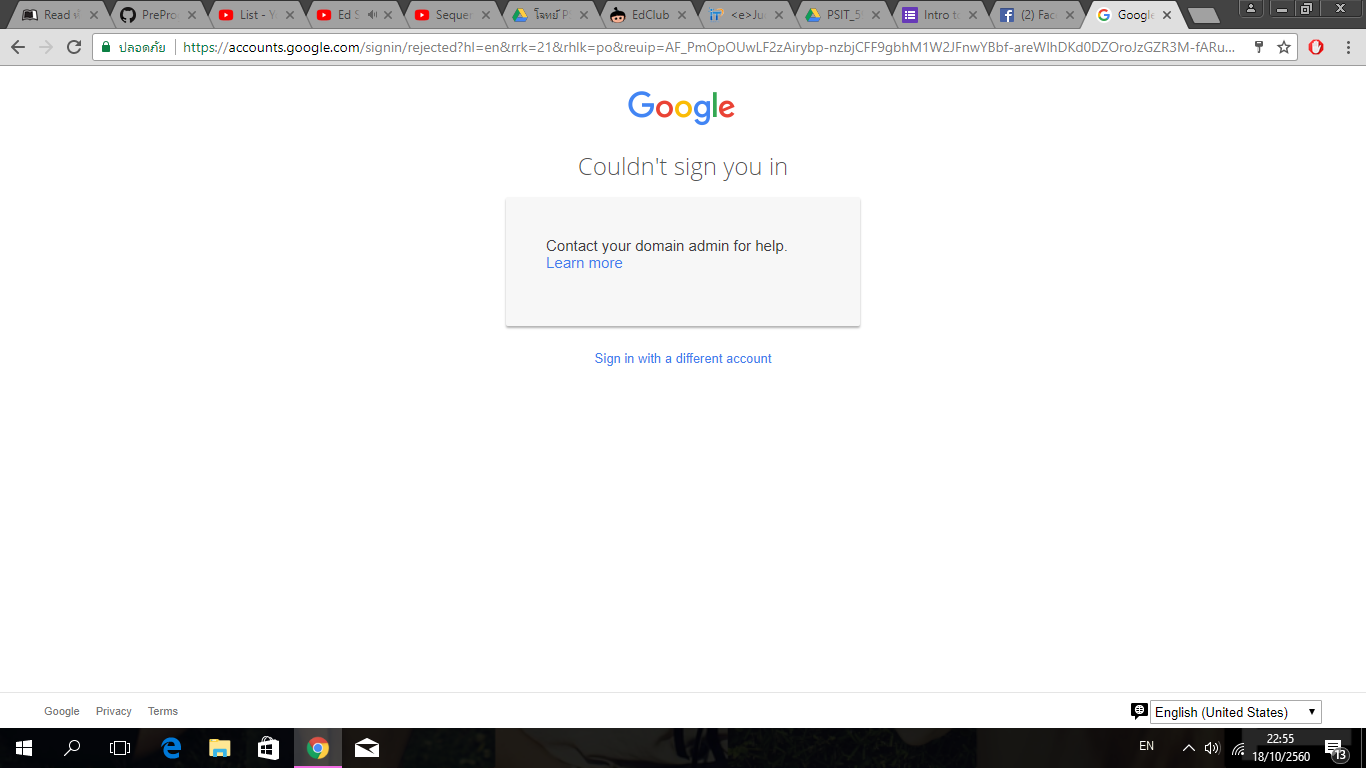 Read
PrePro
List - Y
Ed S
Seque
โจทย์ P
EdClub
<e>Ju
PSIT_5
Intro t
(2) Fac
Google
ปลอดภัย
https://accounts.google.com/signin/rejected?hl=en&rrk=21&rhlk=po&reuip=AF_PmOpOUwLF2zAirybp-nzbjCFF9gbhM1W2JFnwYBbf-areWIhDKd0DZOroJzGZR3M-fARu...
Google
Couldn't sign you in
Contact your domain admin for help.
Learn more
Sign in with a different account
Google Privacy Terms
English (United States)
EN
22:55
18/10/2560
13